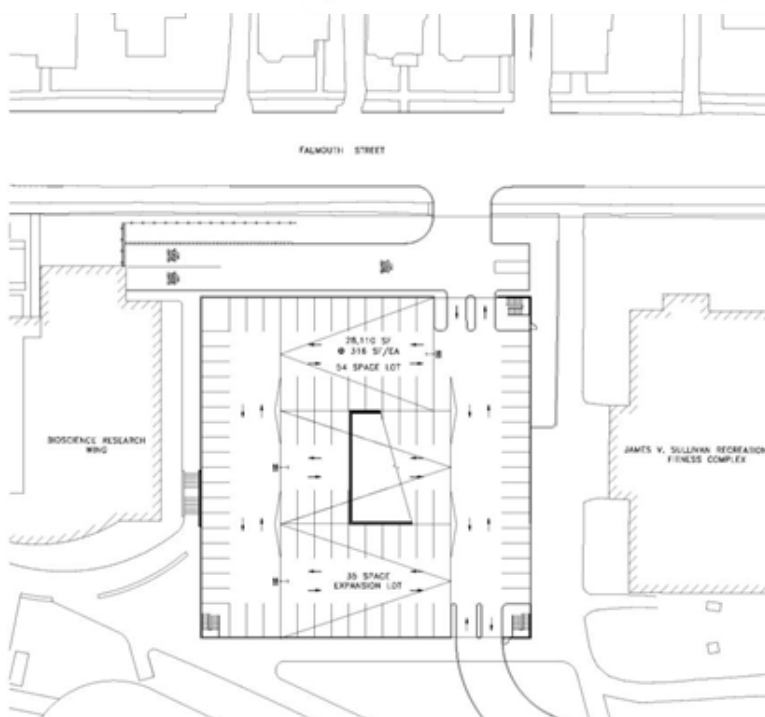 FALMOUTH STREET
28,110 SF
@ 316 SF/EA
54 SPACE LOT
BIOSCIENCE RESEARCH
WING
JAMES V. SULLIVAN RECREATION
FITNESS COMPLEX
35 SPACE
EXPANSION LOT